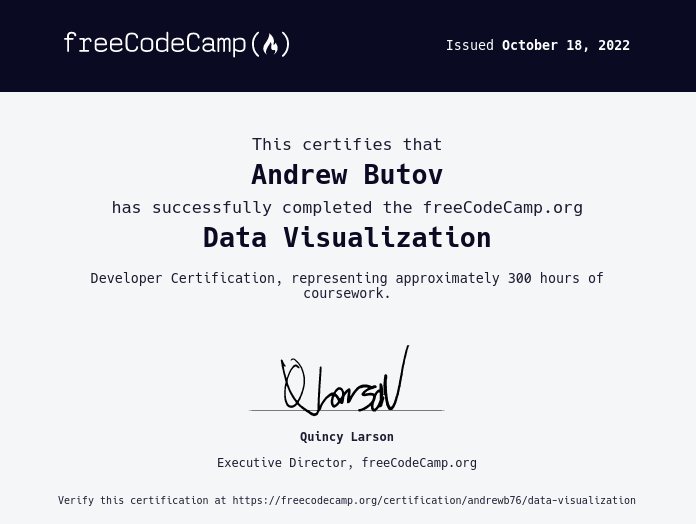 freeCodeCamp
Issued October 18, 2022
This certifies that
Andrew Butov
has successfully completed the freeCodeCamp.org
Data Visualization
Developer Certification, representing approximately 300 hours of
coursework.
Q Larson
Quincy Larson
Executive Director, freeCodeCamp.org
Verify this certification at https://freecodecamp.org/certification/andrewb76/data-visualization